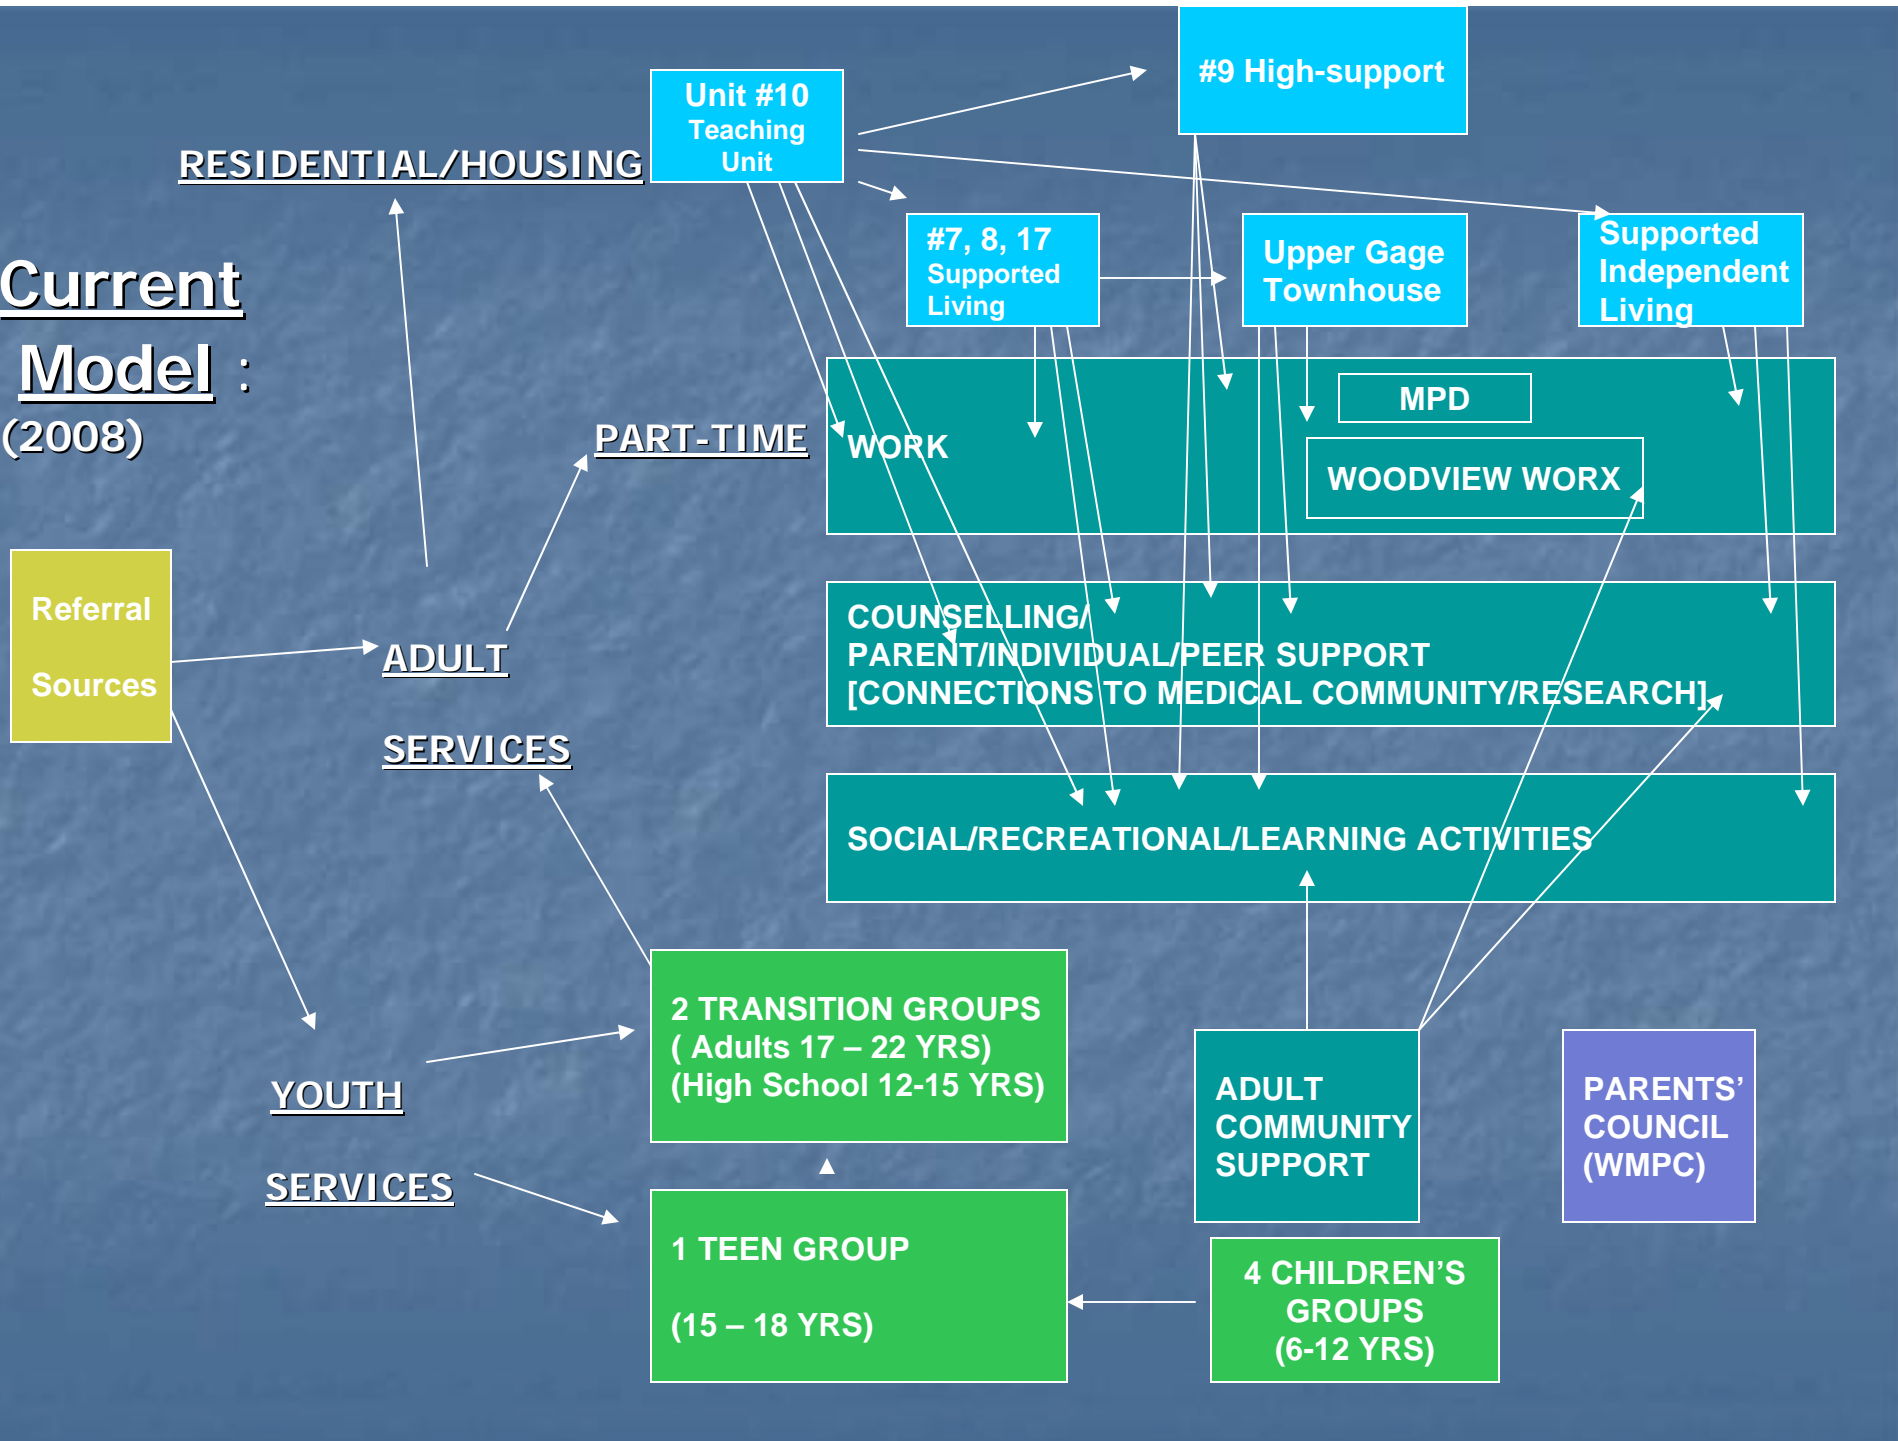 Current
Model :
(2008)
RESIDENTIAL/HOUSING
Unit #10
Teaching
Unit
#9 High-support
#7, 8, 17
Supported
Living
Upper Gage
Townhouse
Supported
Independent
Living
PART-TIME
WORK
MPD
WOODVIEW WORX
Referral
Sources
ADULT
SERVICES
COUNSELLING/
PARENT/INDIVIDUAL/PEER SUPPORT
[CONNECTIONS TO MEDICAL COMMUNITY/RESEARCH]
SOCIAL/RECREATIONAL/LEARNING ACTIVITIES
YOUTH
SERVICES
2 TRANSITION GROUPS
( Adults 17 – 22 YRS)
(High School 12-15 YRS)
1 TEEN GROUP
(15 – 18 YRS)
ADULT
COMMUNITY
SUPPORT
PARENTS’
COUNCIL
(WMPC)
4 CHILDREN’S
GROUPS
(6-12 YRS)